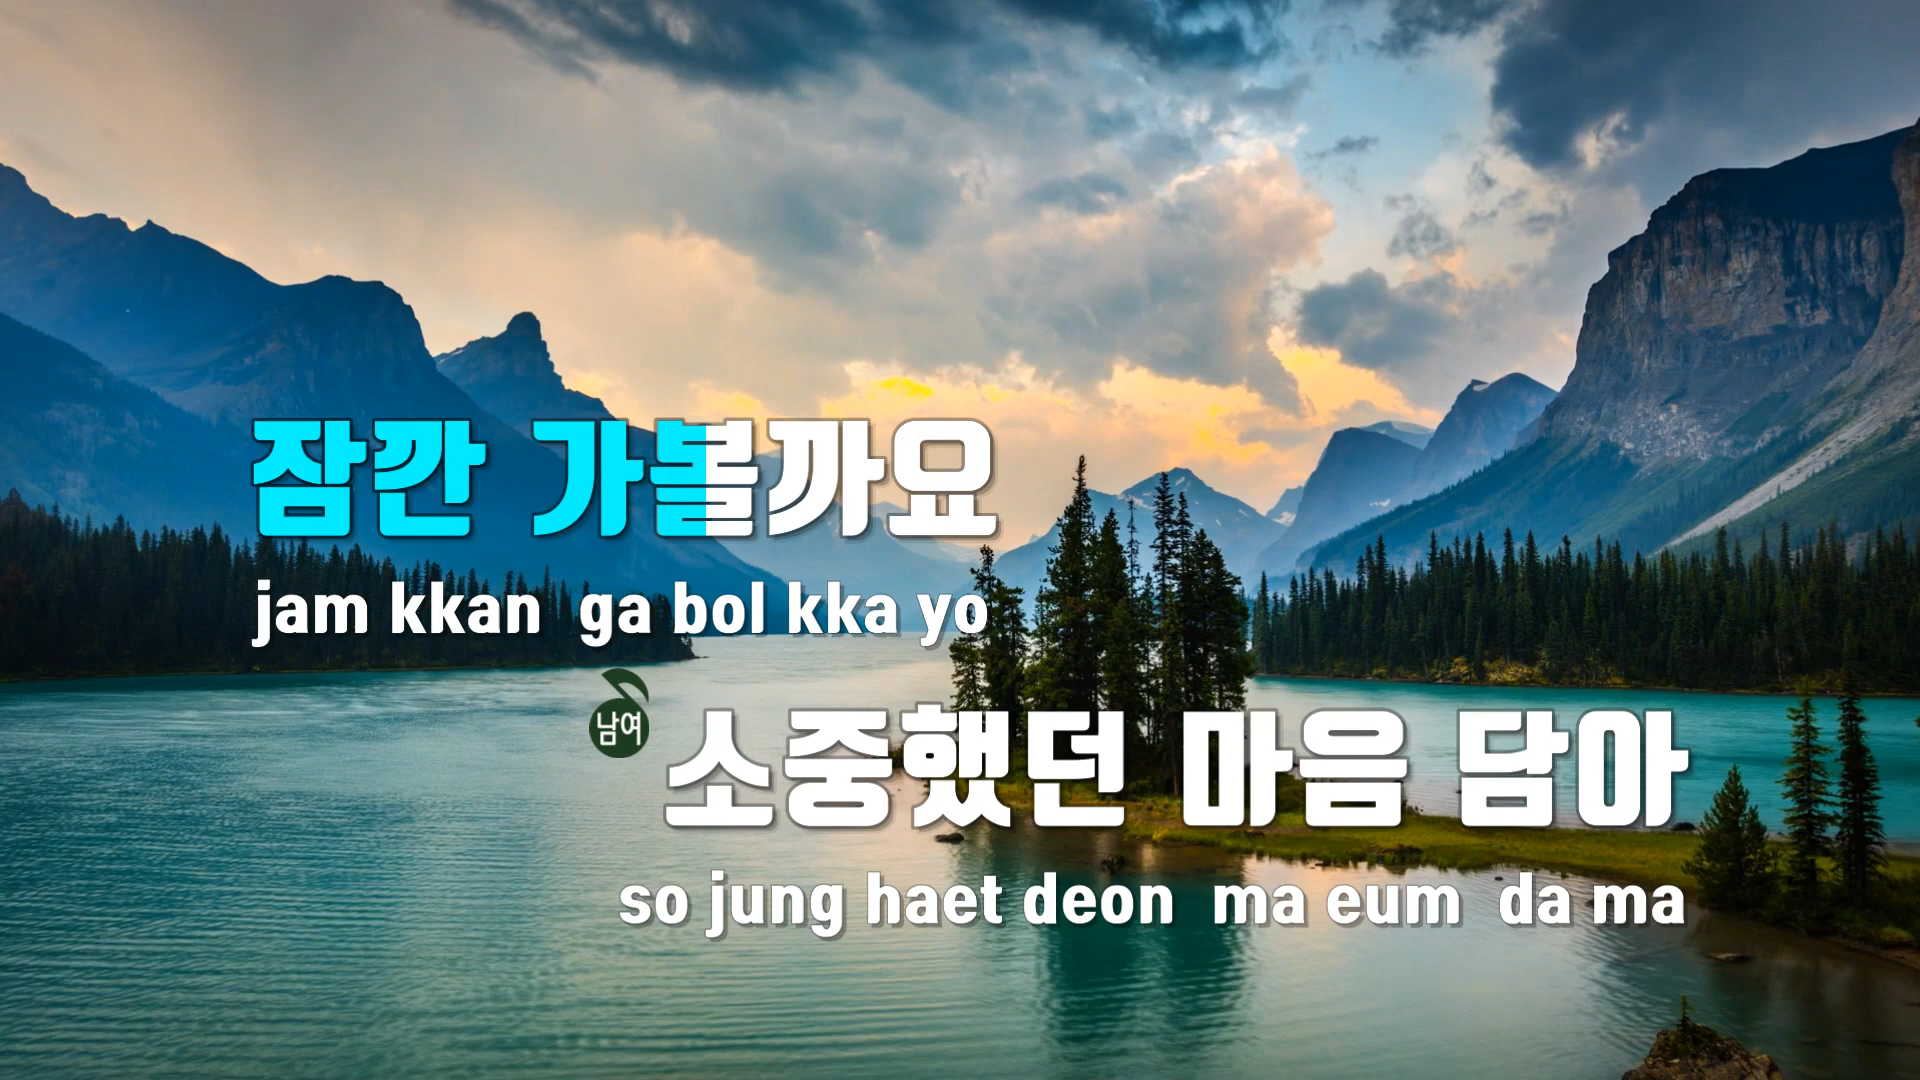 잠깐 가볼까요
jam kkan ga bol kka yo
남여
소중했던 마음 담아
so jung haet deon ma eum da ma